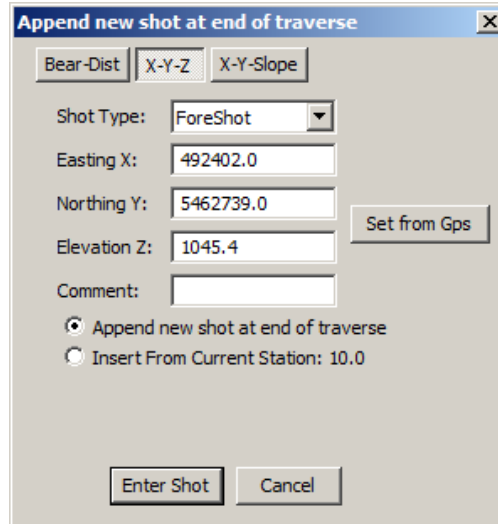 Append new shot at end of traverse
Bear-Dist X-Y-Z X-Y-Slope
Shot Type: ForeShot
Easting X: 492402.0
Northing Y: 5462739.0
Set from Gps
Elevation Z: 1045.4
Comment:
Append new shot at end of traverse
Insert From Current Station: 10.0
Enter Shot Cancel